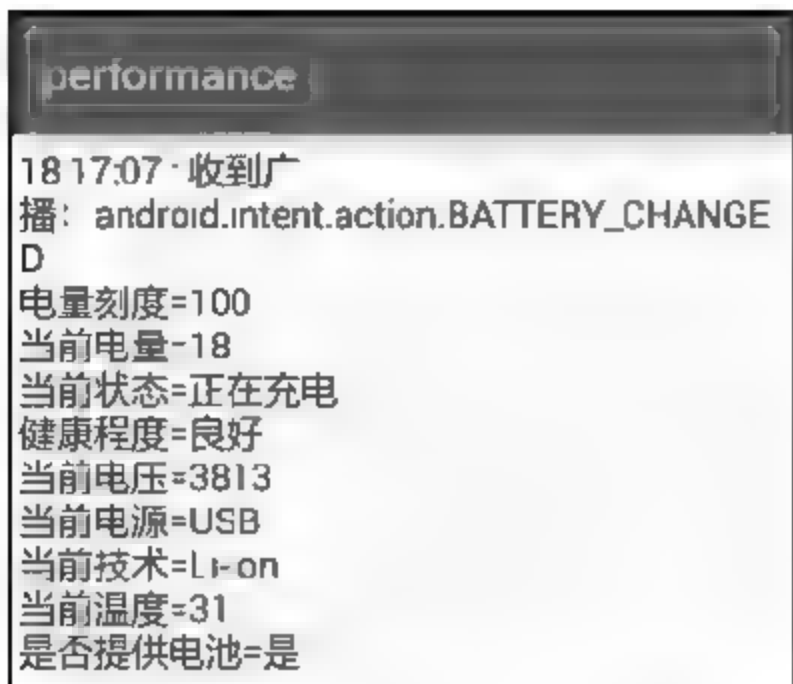 performance
18 17:07 : 收到广
播：android.intent.action.BATTERY_CHANGE
D
电量刻度=100
当前电量=18
当前状态=正在充电
健康程度=良好
当前电压=3813
当前电源=USB
当前技术=Li-ion
当前温度=31
是否提供电池=是